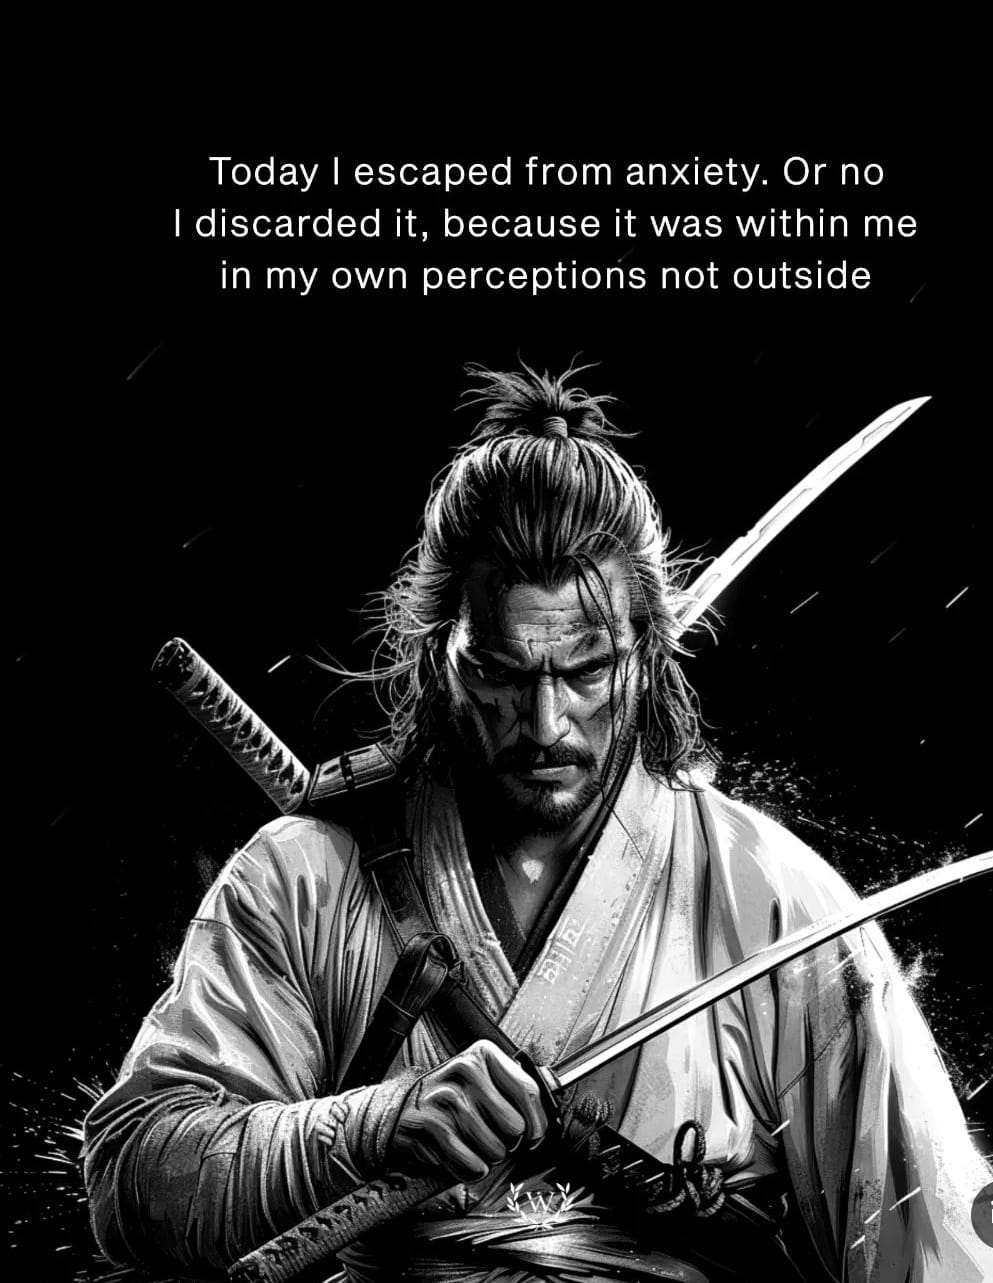 Today I escaped from anxiety. Or no
I discarded it, because it was within me
in my own perceptions not outside
W